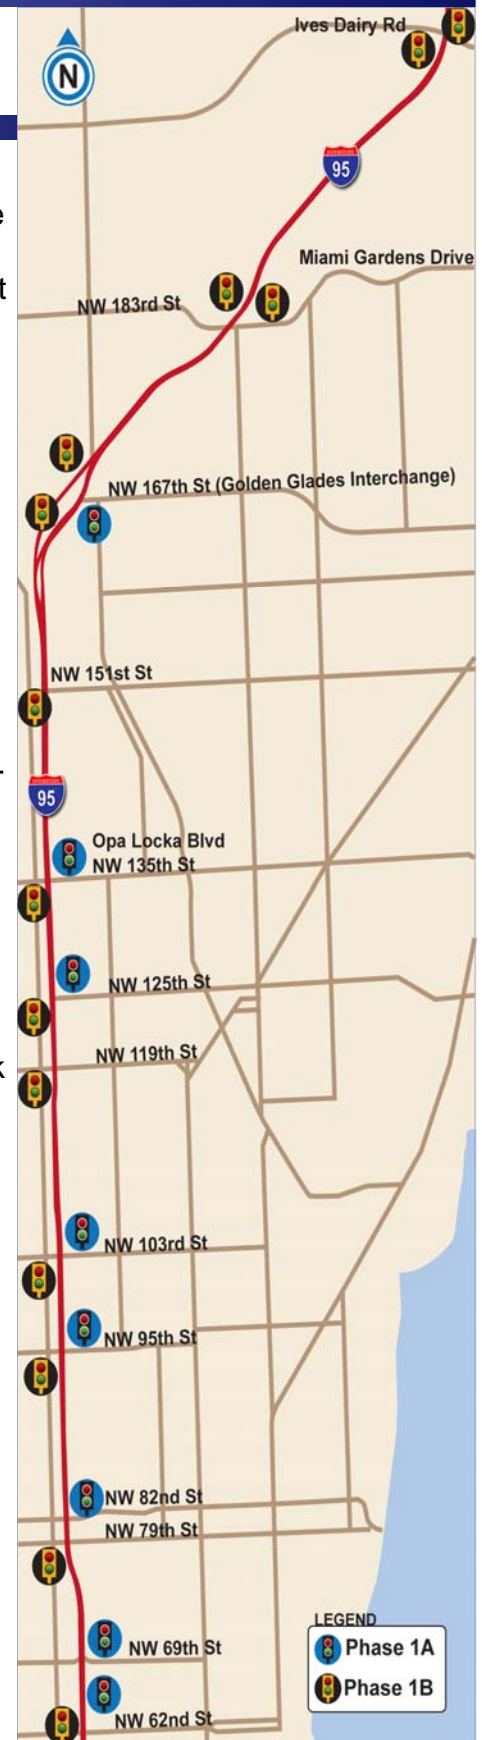 Ives Dairy Rd
N
INTERSTATE
95
Miami Gardens Drive
NW 183rd St
NW 167th St (Golden Glades Interchange)
NW 151st St
INTERSTATE
95
Opa Locka Blvd
NW 135th St
NW 125th St
NW 119th St
NW 103rd St
NW 95th St
NW 82nd St
NW 79th St
NW 69th St
NW 62nd St
LEGEND
Phase 1A
Phase 1B